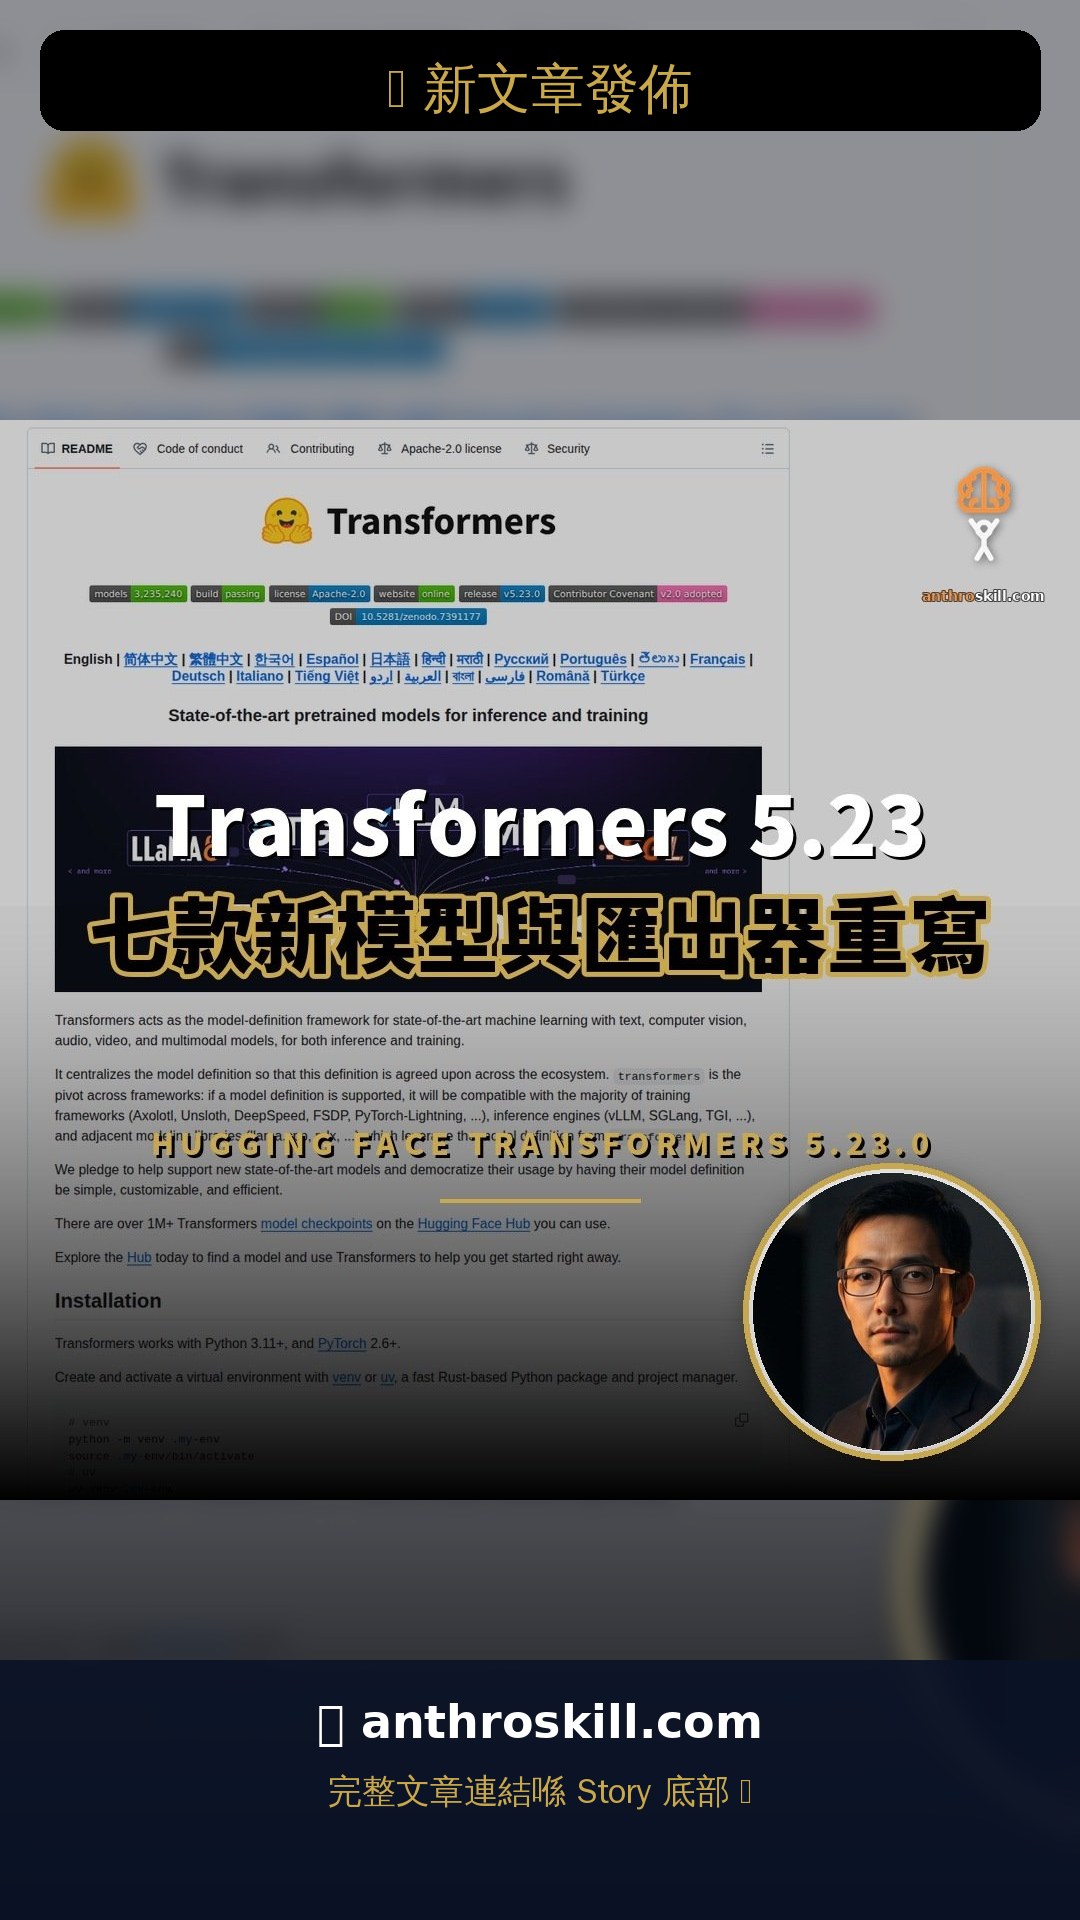 新文章發佈
README Code of conduct Contributing Apache-2.0 license Security
Transformers
anthroskill.com
models 3,235,240 build passing license Apache-2.0 website online release v5.23.0 Contributor Covenant v2.0 adopted
DOI 10.5281/zenodo.7391177
English | 简体中文 | 繁體中文 | 한국어 | Español | 日本語 | हिन्दी | मराठी | Русский | Português | తెలుగు | Français |
Deutsch | Italiano | Tiếng Việt | العربية | اردو | বাংলা | فارسی | Română | Türkçe
State-of-the-art pretrained models for inference and training
Transformers 5.23
LLaMA
< and more and more >
七款新模型與匯出器重寫
Transformers acts as the model-definition framework for state-of-the-art machine learning with text, computer vision,
audio, video, and multimodal models, for both inference and training.
It centralizes the model definition so that this definition is agreed upon across the ecosystem. transformers is the
pivot across frameworks: if a model definition is supported, it will be compatible with the majority of training
frameworks (Axolotl, Unsloth, DeepSpeed, FSDP, PyTorch-Lightning, ...), inference engines (vLLM, SGLang, TGI, ...),
and adjacent
HUGGING FACE TRANSFORMERS 5.23.0
We pledge to help support new state-of-the-art models and democratize their usage by having their model definition
be simple, customizable, and efficient.
There are over 1M+ Transformers model checkpoints on the Hugging Face Hub you can use.
Explore the Hub today to find a model and use Transformers to help you get started right away.
Installation
Transformers works with Python 3.11+, and PyTorch 2.6+.
Create and activate a virtual environment with venv or uv, a fast Rust-based Python package and project manager.
# venv
python -m venv .my-env
source .my-env/bin/activate
# uv
anthroskill.com
完整文章連結喺 Story 底部